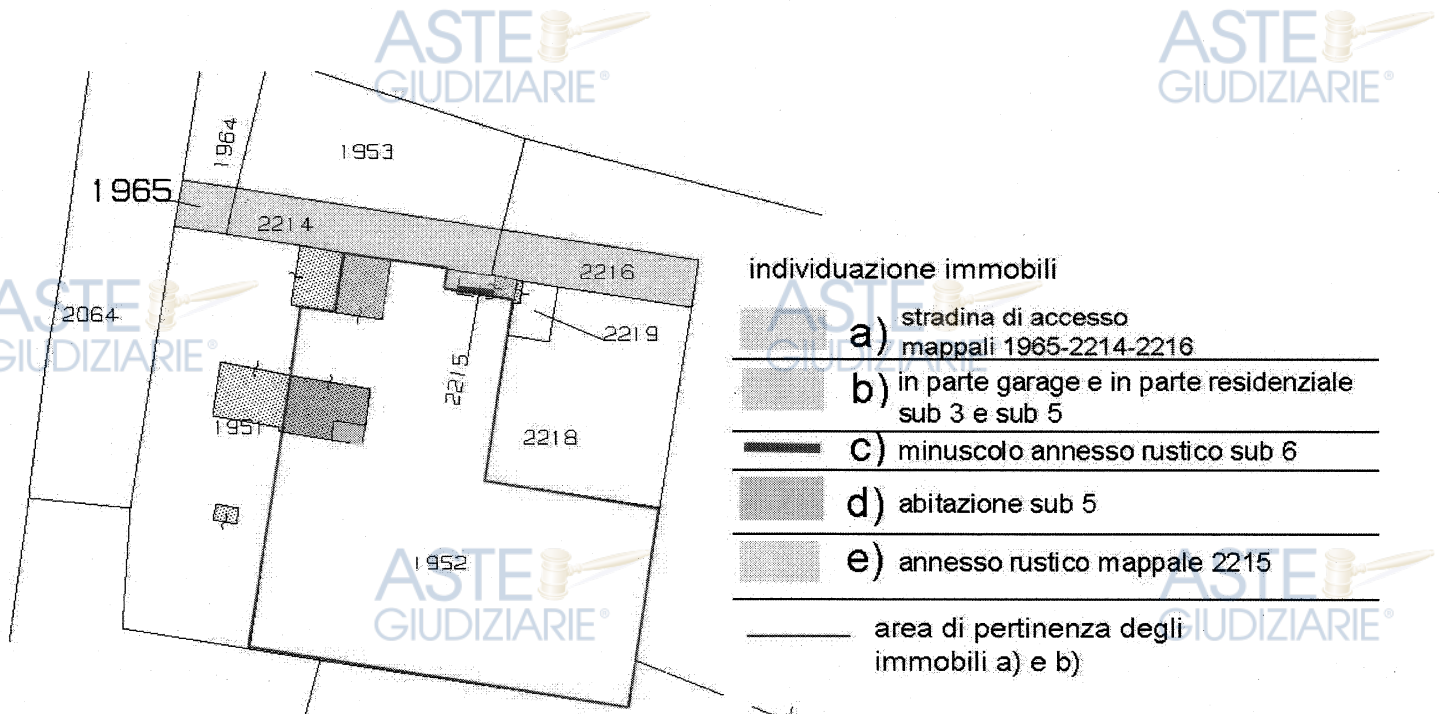 ASTE
GIUDIZIARIE®
ASTE
GIUDIZIARIE®
1964
1953
1965
2214
2216
2064
ASTE
GIUDIZIARIE®
2219
2215
1951
2218
1952
ASTE
GIUDIZIARIE®
individuazione immobili
ASTE
GIUDIZIARIE
a) stradina di accesso
mappali 1965-2214-2216
b) in parte garage e in parte residenziale
sub 3 e sub 5
c) minuscolo annesso rustico sub 6
d) abitazione sub 5
e) annesso rustico mappale 2215
ASTE
GIUDIZIARIE®
area di pertinenza degli
immobili a) e b)